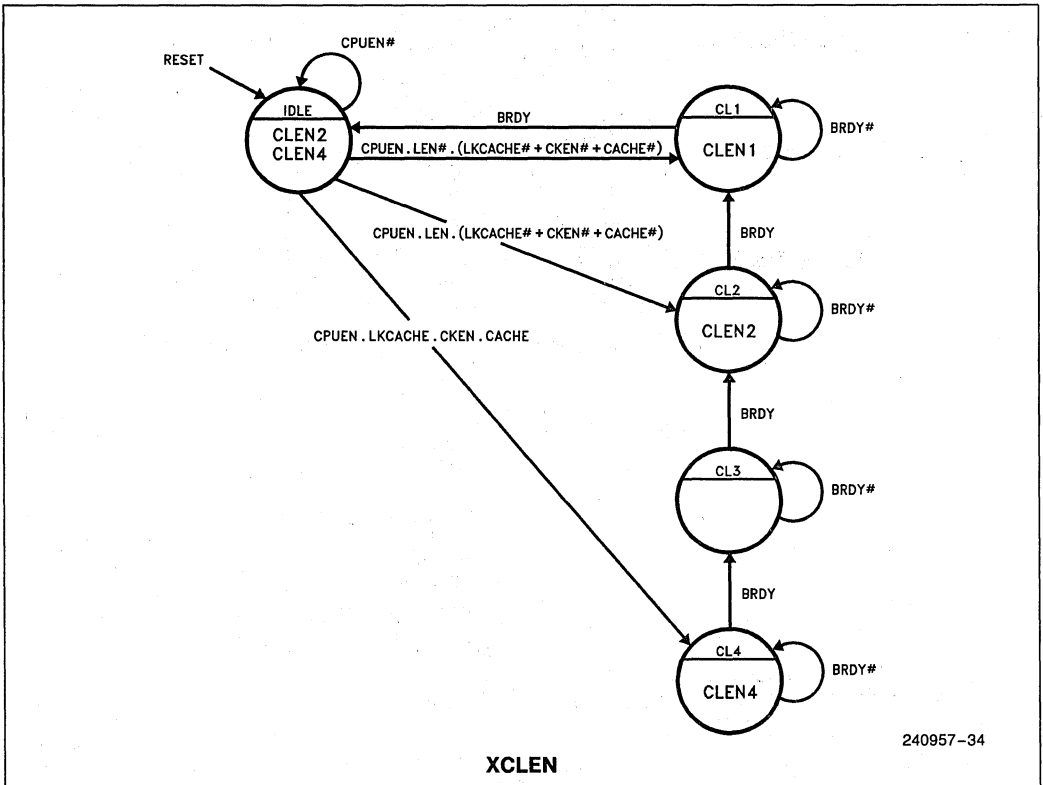 CPUEN#
RESET
IDLE
CLEN2
CLEN4
BRDY
CPUEN.LEN#.(LKCACHE#+CKEN#+CACHE#)
CL1
CLEN1
BRDY#
BRDY
CPUEN.LEN.(LKCACHE#+CKEN#+CACHE#)
CL2
CLEN2
BRDY#
CPUEN.LKCACHE.CKEN.CACHE
BRDY
CL3
BRDY#
BRDY
CL4
CLEN4
BRDY#
240957–34
XCLEN